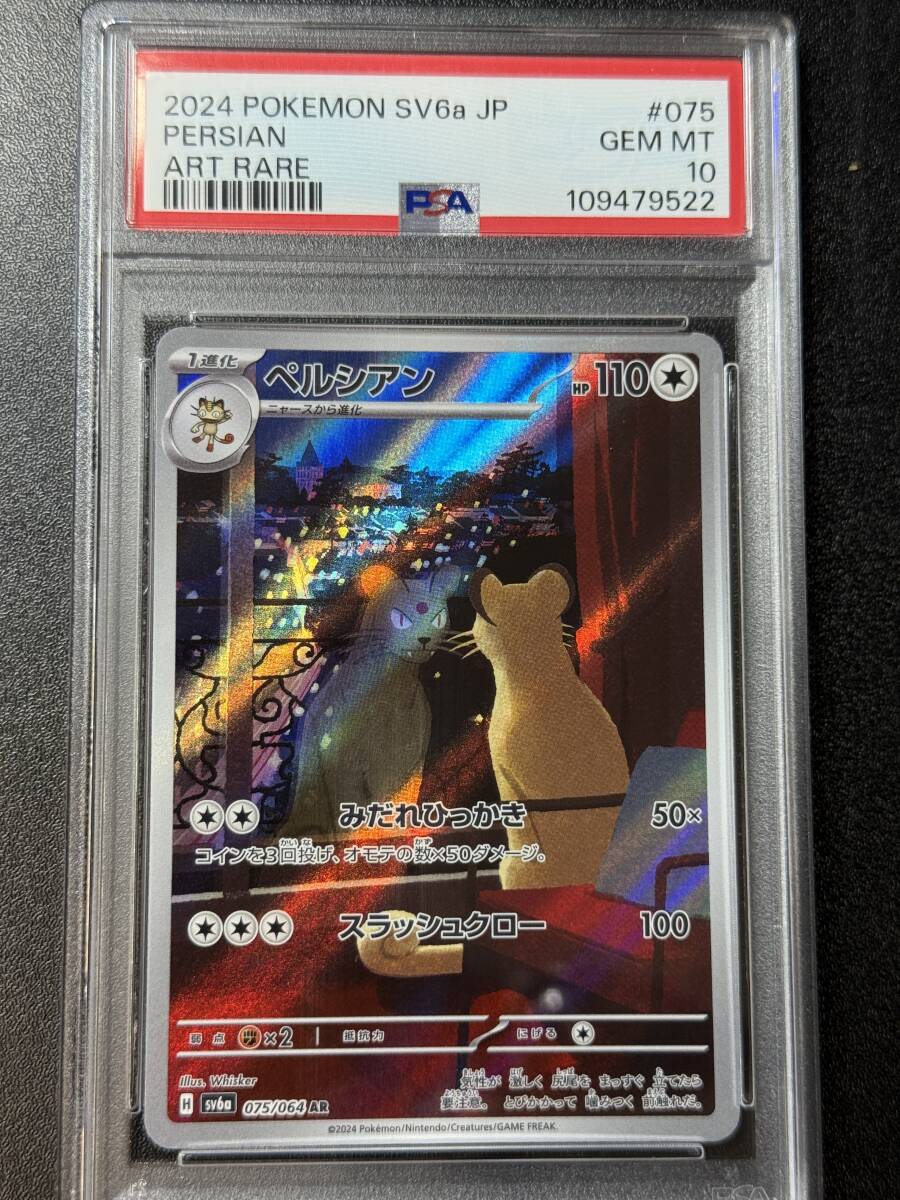 2024 POKEMON SV6a JP #075
PERSIAN GEM MT
ART RARE 10
PSA 109479522
1進化 ペルシアン HP 110
ニャースから進化
みだれひっかき 50×
コインを3回投げ、オモテの数×50ダメージ。
スラッシュクロー 100
弱点 ×2 抵抗力 にげる
Illus. Whisker
気性が 激しく 尻尾を まっすぐ 立てたら
要注意。 とびかかって 噛みつく 前触れだ。
H sv6a 075/064 AR
©2024 Pokémon/Nintendo/Creatures/GAME FREAK.
PSA